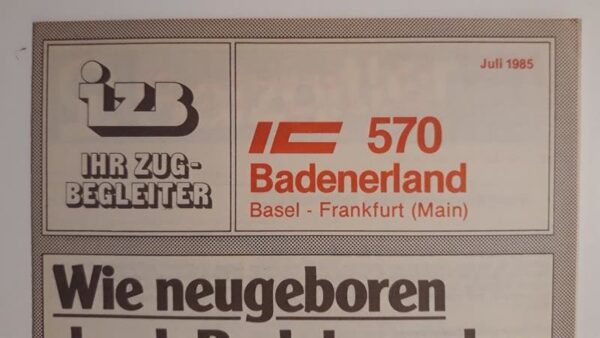 Juli 1985
izB
IHR ZUG-
BEGLEITER
IC 570
Badenerland
Basel - Frankfurt (Main)
Wie neugeboren